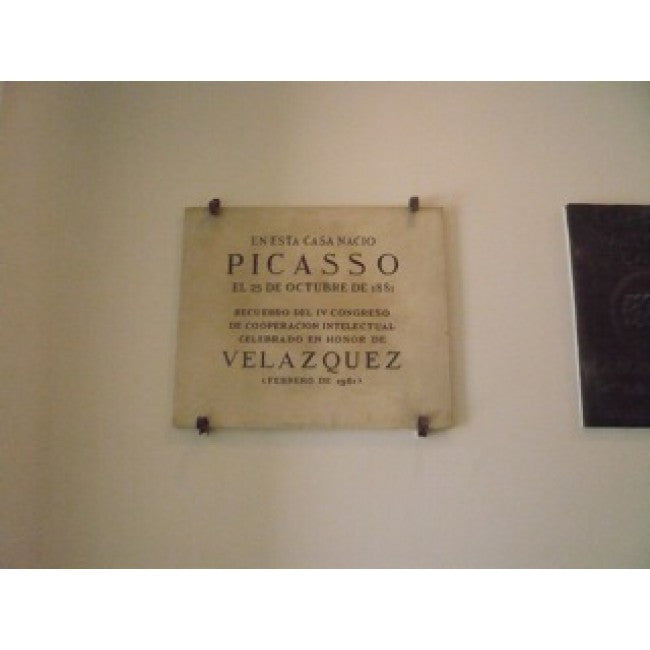 EN ESTA CASA NACIO
PICASSO
EL 25 DE OCTUBRE DE 1881
RECUERDO DEL IV CONGRESO
DE COOPERACION INTELECTUAL
CELEBRADO EN HONOR DE
VELAZQUEZ
(FEBRERO DE 1961)